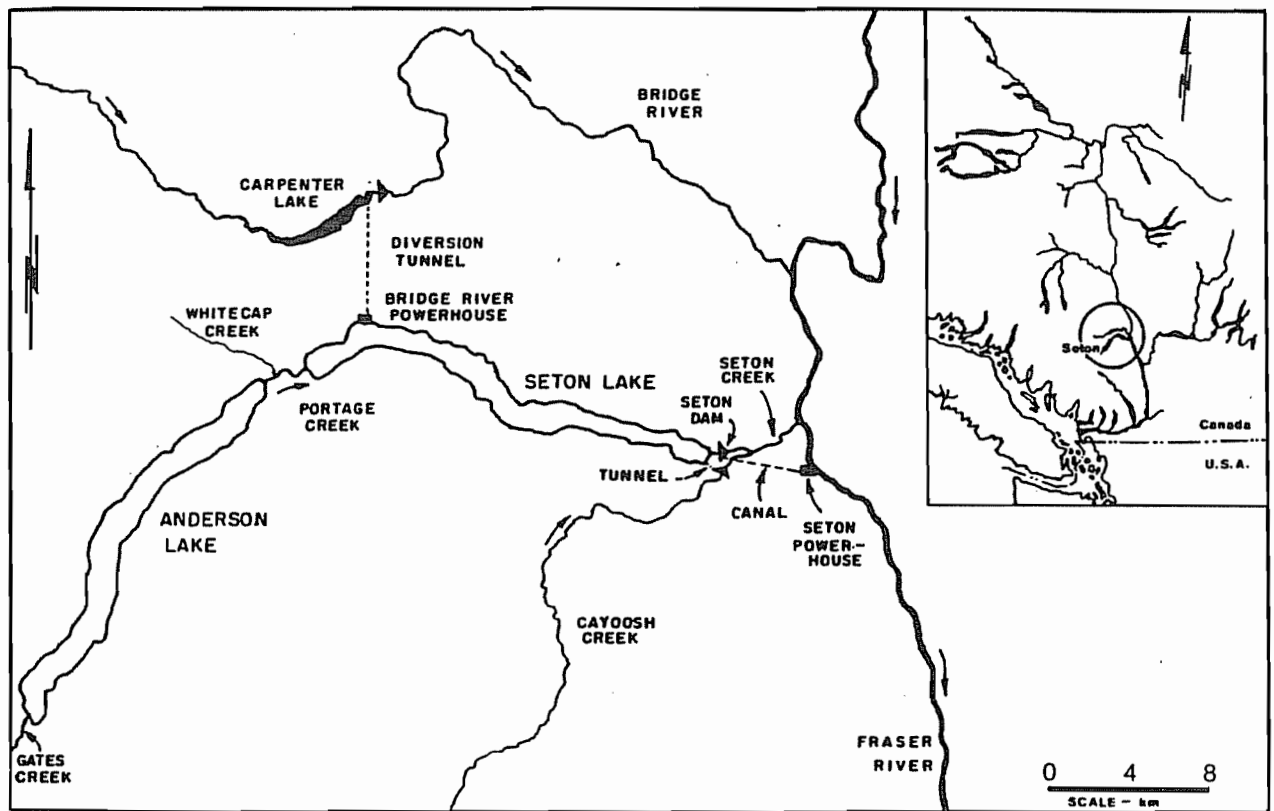 BRIDGE
RIVER
CARPENTER
LAKE
DIVERSION
TUNNEL
BRIDGE RIVER
POWERHOUSE
WHITECAP
CREEK
PORTAGE
CREEK
SETON LAKE
SETON
CREEK
SETON
DAM
TUNNEL
CANAL
SETON
POWER-
HOUSE
ANDERSON
LAKE
CAYOOSH
CREEK
GATES
CREEK
FRASER
RIVER
0 4 8
SCALE - km
Seton
Canada
U.S.A.